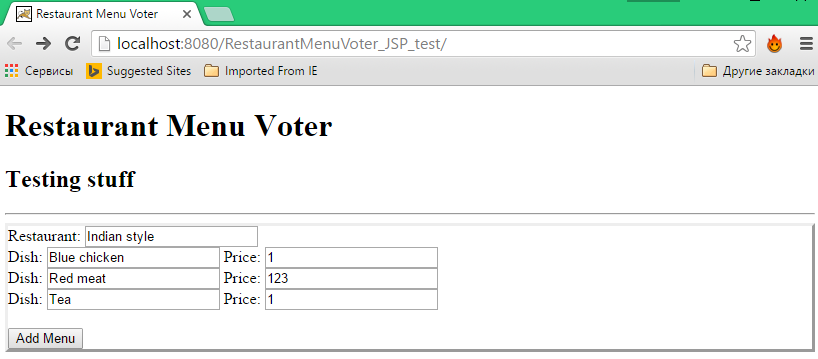 Restaurant Menu Voter
localhost:8080/RestaurantMenuVoter_JSP_test/
Сервисы Suggested Sites Imported From IE Другие закладки
Restaurant Menu Voter
Testing stuff
Restaurant: Indian style
Dish: Blue chicken Price: 1
Dish: Red meat Price: 123
Dish: Tea Price: 1
Add Menu